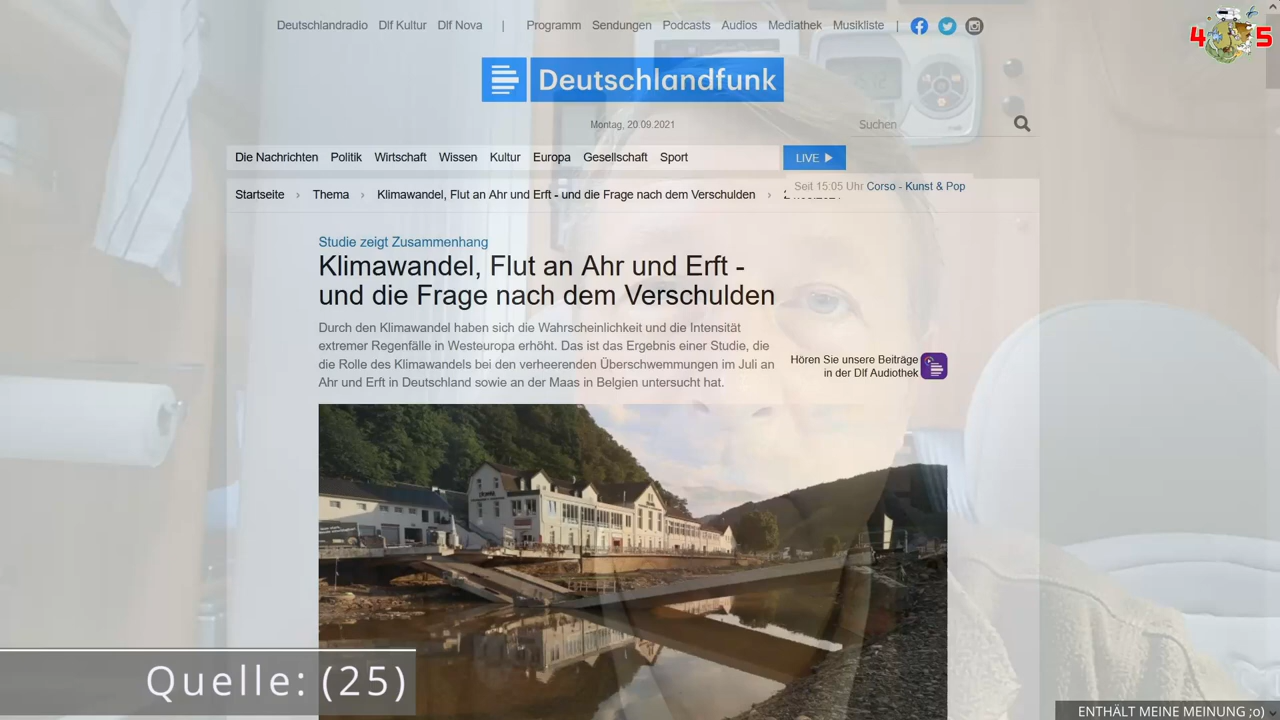 Deutschlandradio Dlf Kultur Dlf Nova | Programm Sendungen Podcasts Audios Mediathek Musikliste |
4 5
Deutschlandfunk
Montag, 20.09.2021
Suchen
Die Nachrichten Politik Wirtschaft Wissen Kultur Europa Gesellschaft Sport
LIVE
Seit 15:05 Uhr Corso - Kunst & Pop
Startseite › Thema › Klimawandel, Flut an Ahr und Erft - und die Frage nach dem Verschulden ›
Studie zeigt Zusammenhang
Klimawandel, Flut an Ahr und Erft -
und die Frage nach dem Verschulden
Durch den Klimawandel haben sich die Wahrscheinlichkeit und die Intensität
extremer Regenfälle in Westeuropa erhöht. Das ist das Ergebnis einer Studie, die
die Rolle des Klimawandels bei den verheerenden Überschwemmungen im Juli an
Ahr und Erft in Deutschland sowie an der Maas in Belgien untersucht hat.
Hören Sie unsere Beiträge
in der Dlf Audiothek
Quelle: (25)
ENTHÄLT MEINE MEINUNG ;o)